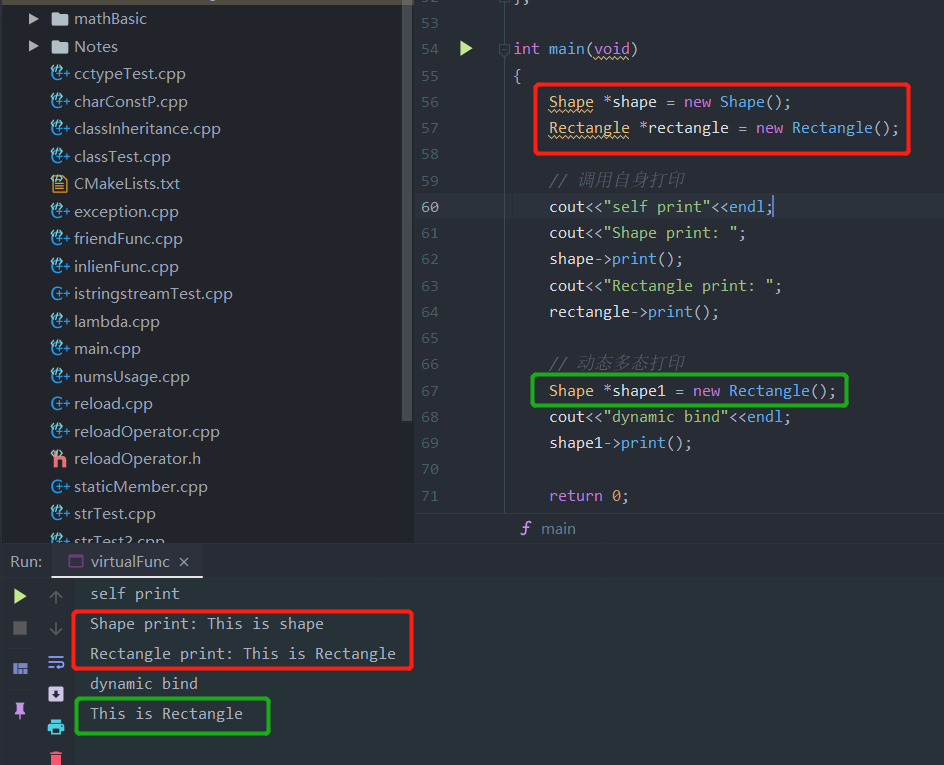 mathBasic
Notes
cctypeTest.cpp
charConstP.cpp
classInheritance.cpp
classTest.cpp
CMakeLists.txt
exception.cpp
friendFunc.cpp
inlienFunc.cpp
istringstreamTest.cpp
lambda.cpp
main.cpp
numsUsage.cpp
reload.cpp
reloadOperator.cpp
reloadOperator.h
staticMember.cpp
strTest.cpp
strTest2.cpp
52 };
53
54 int main(void)
55 {
56 Shape *shape = new Shape();
57 Rectangle *rectangle = new Rectangle();
58
59 // 调用自身打印
60 cout<<"self print"<<endl;
61 cout<<"Shape print: ";
62 shape->print();
63 cout<<"Rectangle print: ";
64 rectangle->print();
65
66 // 动态多态打印
67 Shape *shape1 = new Rectangle();
68 cout<<"dynamic bind"<<endl;
69 shape1->print();
70
71 return 0;
f main
Run: virtualFunc ×
self print
Shape print: This is shape
Rectangle print: This is Rectangle
dynamic bind
This is Rectangle